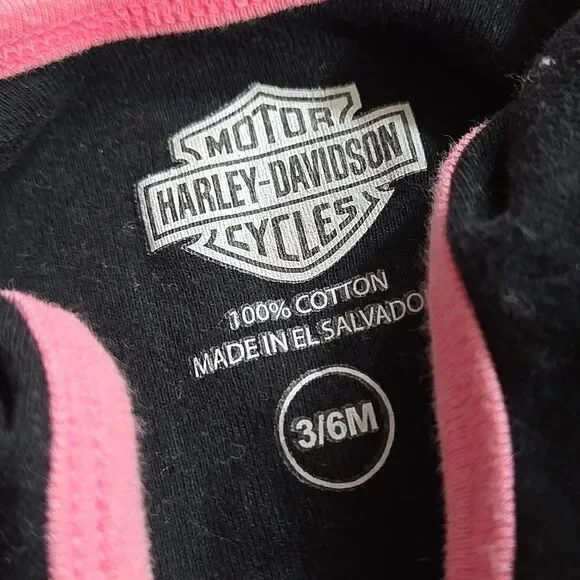 MOTOR
HARLEY-DAVIDSON
CYCLES
100% COTTON
MADE IN EL SALVADO
3/6M